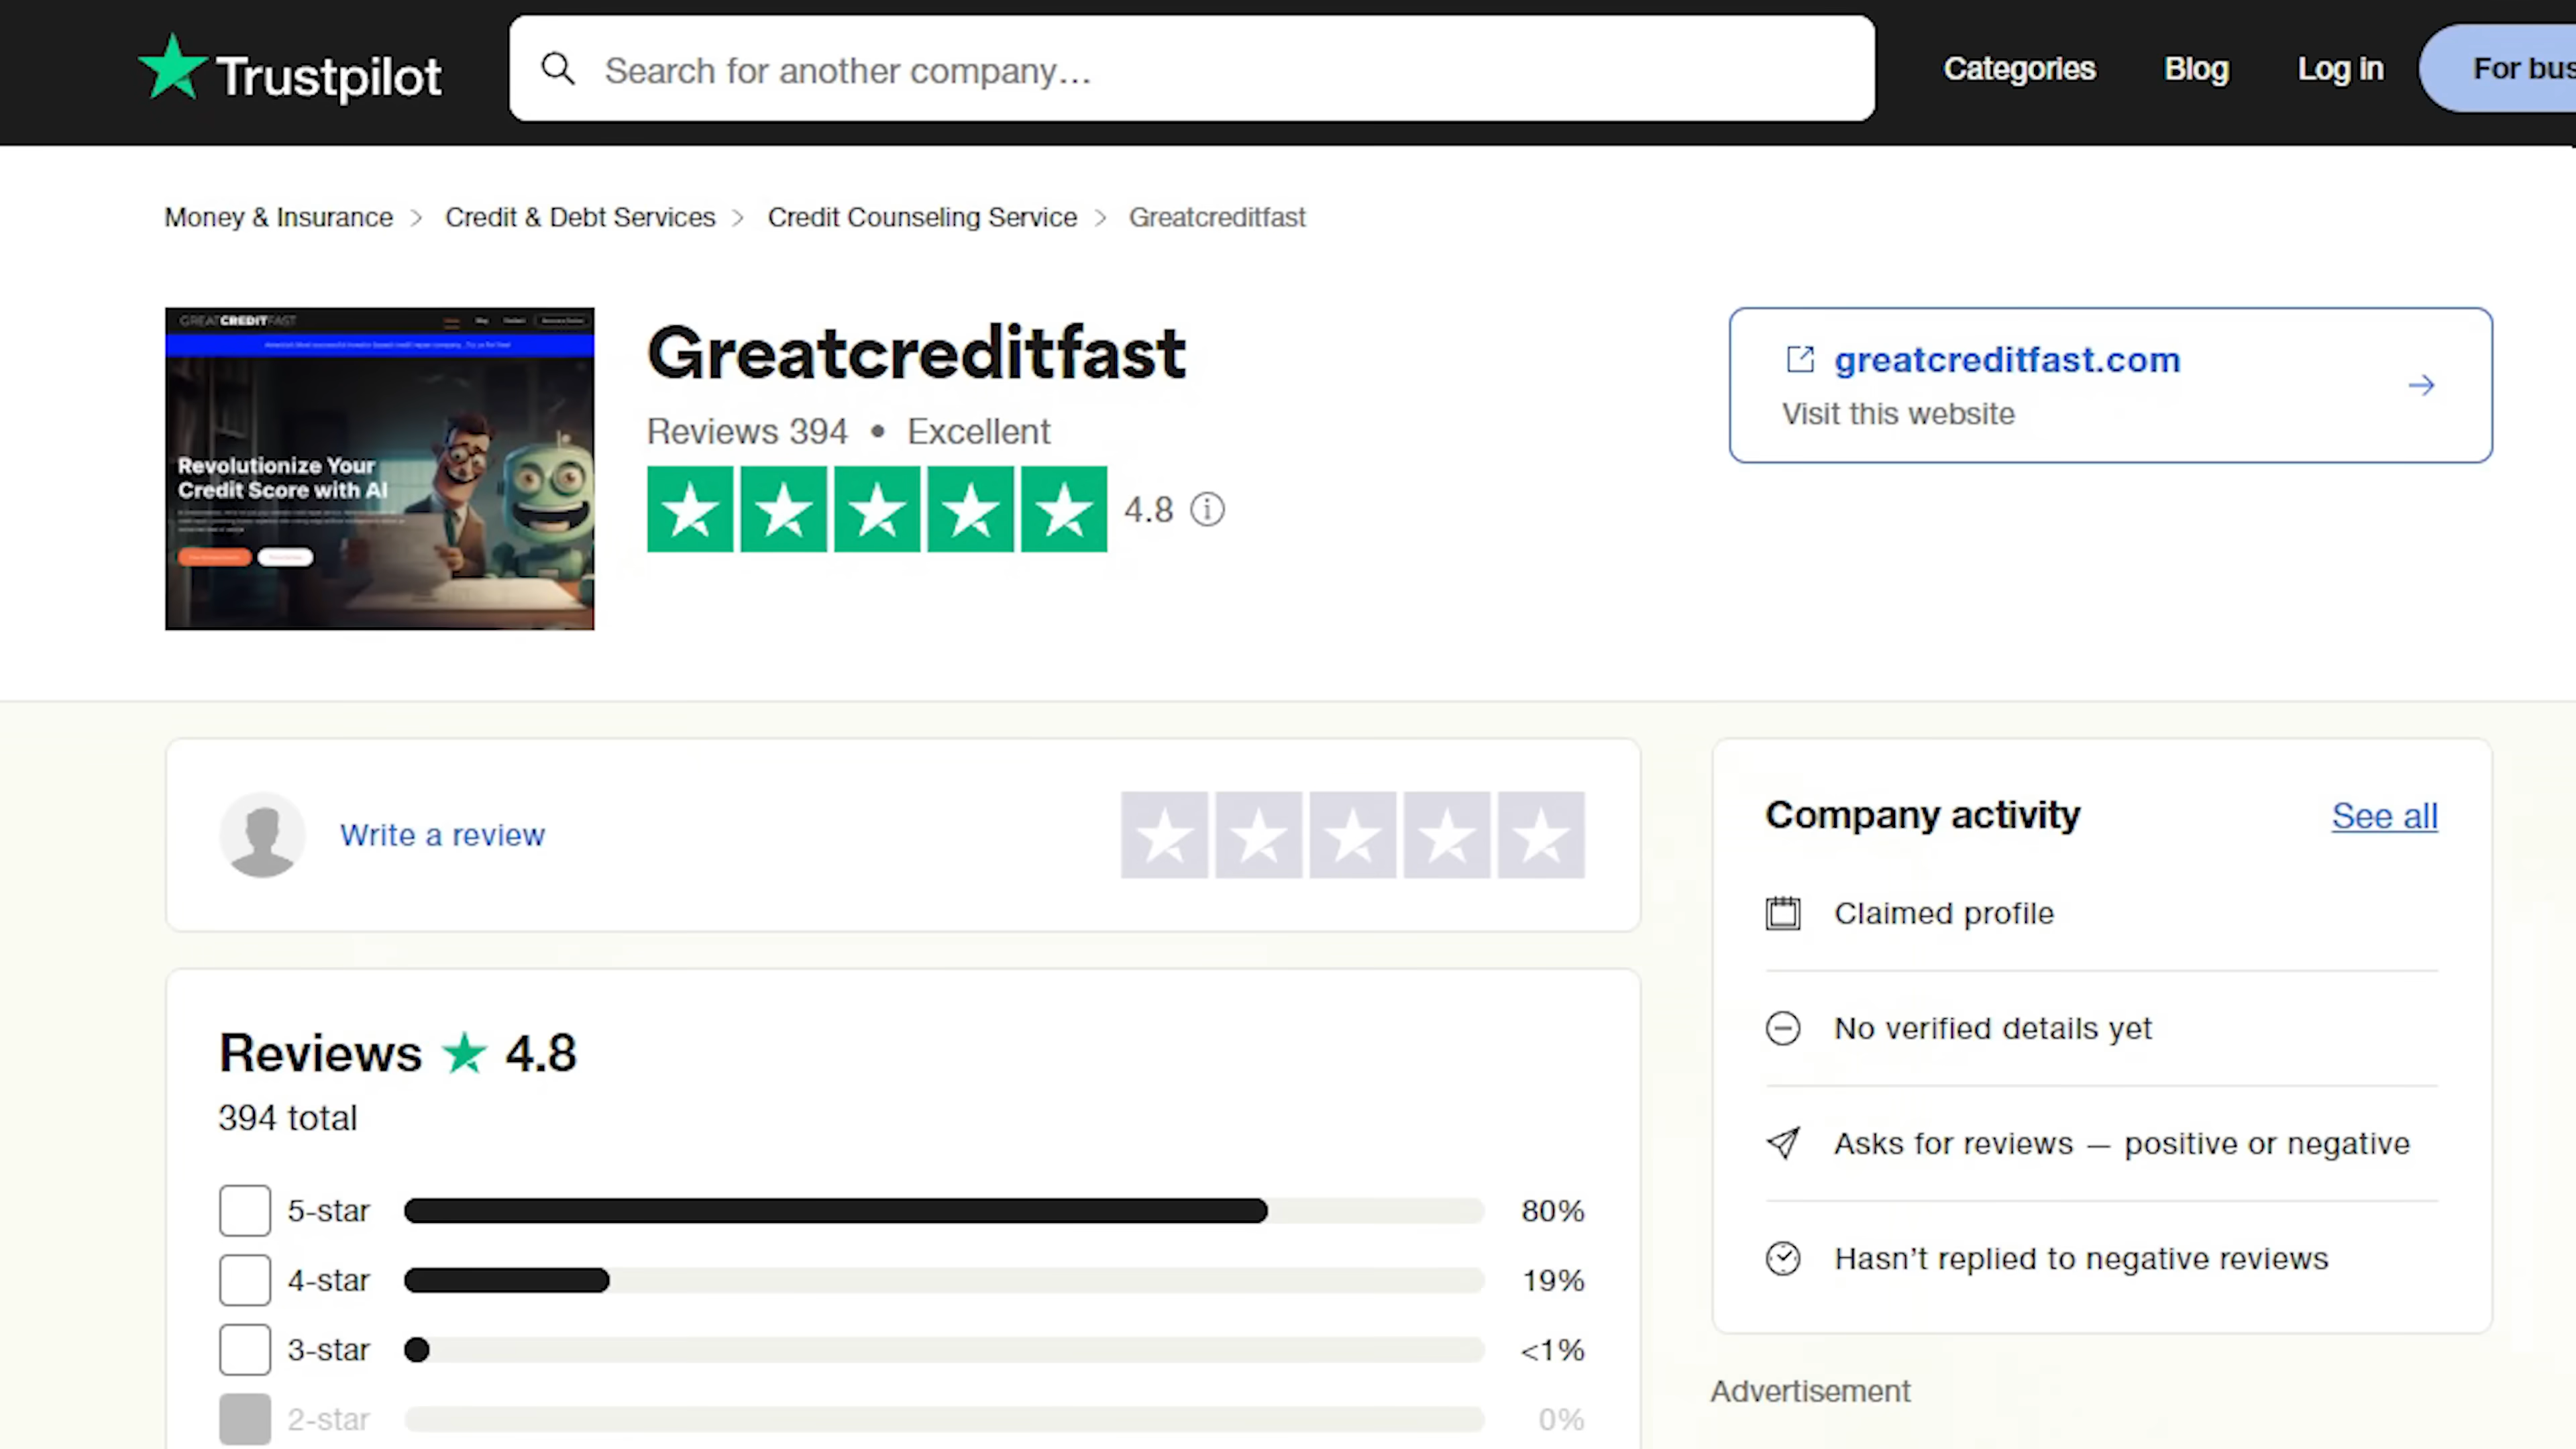 Trustpilot
Search for another company...
Categories
Blog
Log in
For bus
Money & Insurance > Credit & Debt Services > Credit Counseling Service > Greatcreditfast
GREATCREDITFAST
Revolutionize Your
Credit Score with AI
Greatcreditfast
Reviews 394 • Excellent
4.8
greatcreditfast.com
Visit this website
Write a review
Company activity
See all
Claimed profile
No verified details yet
Asks for reviews — positive or negative
Hasn't replied to negative reviews
Reviews 4.8
394 total
5-star 80%
4-star 19%
3-star <1%
2-star 0%
Advertisement